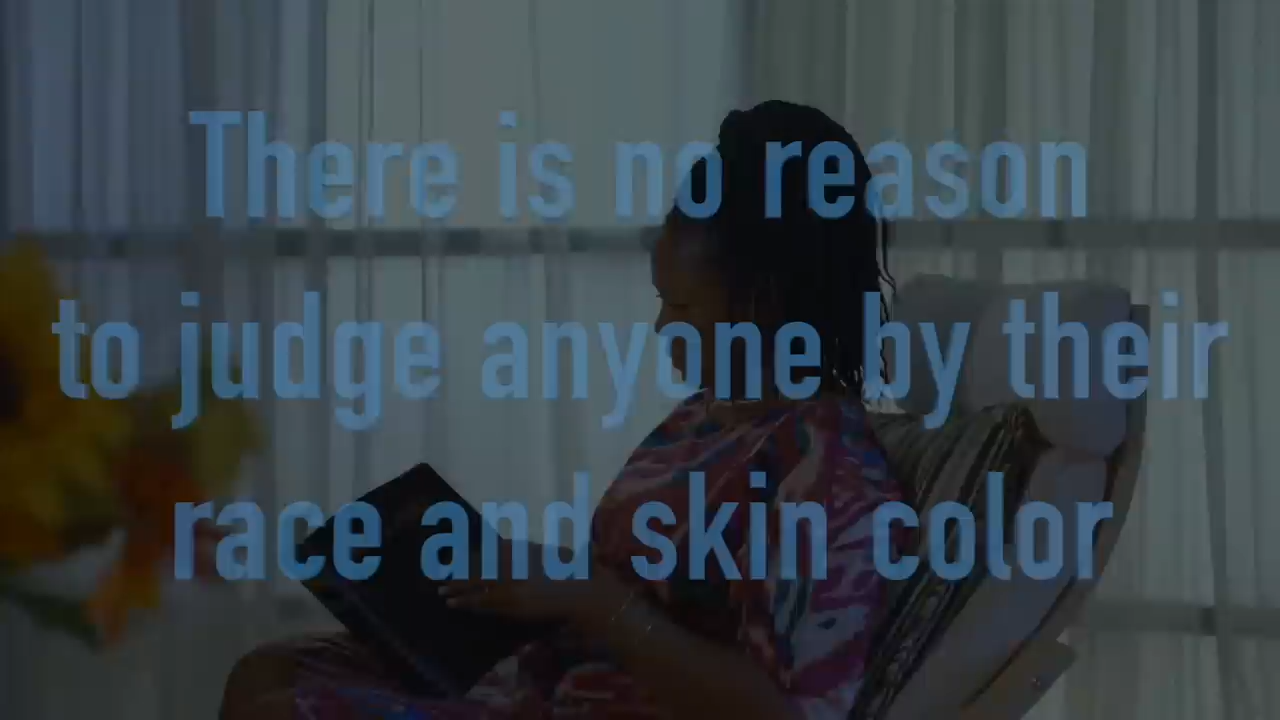 There is no reason
to judge anyone by their
race and skin color